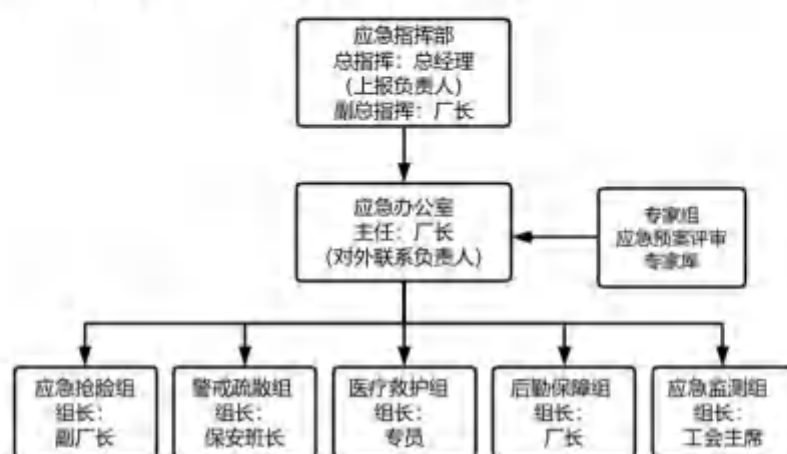 应急指挥部
总指挥：总经理
(上报负责人)
副总指挥：厂长
应急办公室
主任：厂长
(对外联系负责人)
专家组
应急预案评审
专家库
应急抢险组
组长：
副厂长
警戒疏散组
组长：
保安班长
医疗救护组
组长：
专员
后勤保障组
组长：
厂长
应急监测组
组长：
工会主席